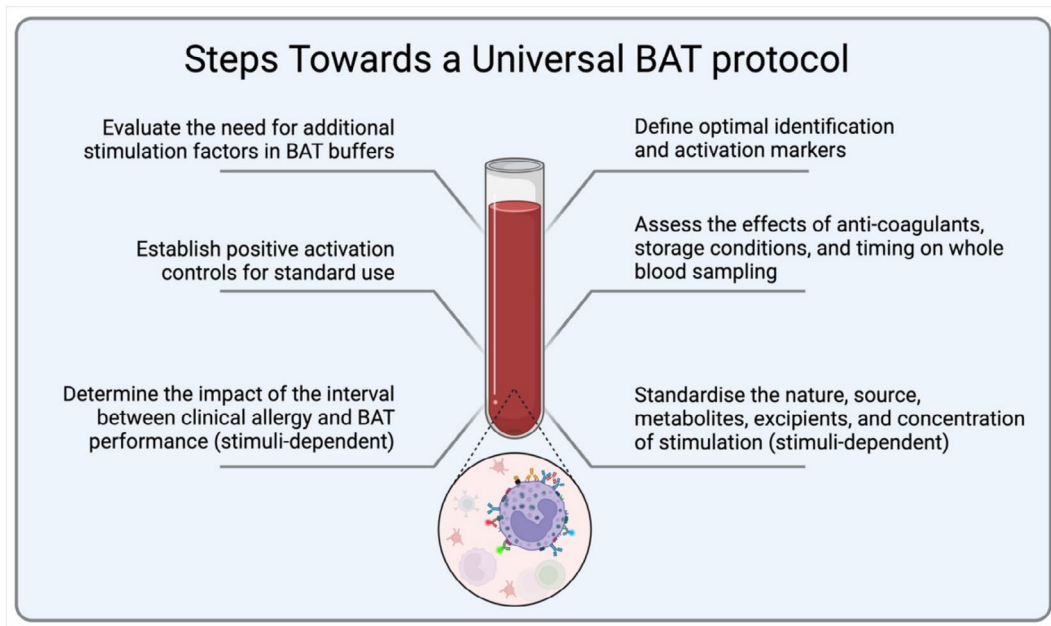 Steps Towards a Universal BAT protocol
Evaluate the need for additional
stimulation factors in BAT buffers
Define optimal identification
and activation markers
Establish positive activation
controls for standard use
Assess the effects of anti-coagulants,
storage conditions, and timing on whole
blood sampling
Determine the impact of the interval
between clinical allergy and BAT
performance (stimuli-dependent)
Standardise the nature, source,
metabolites, excipients, and concentration
of stimulation (stimuli-dependent)